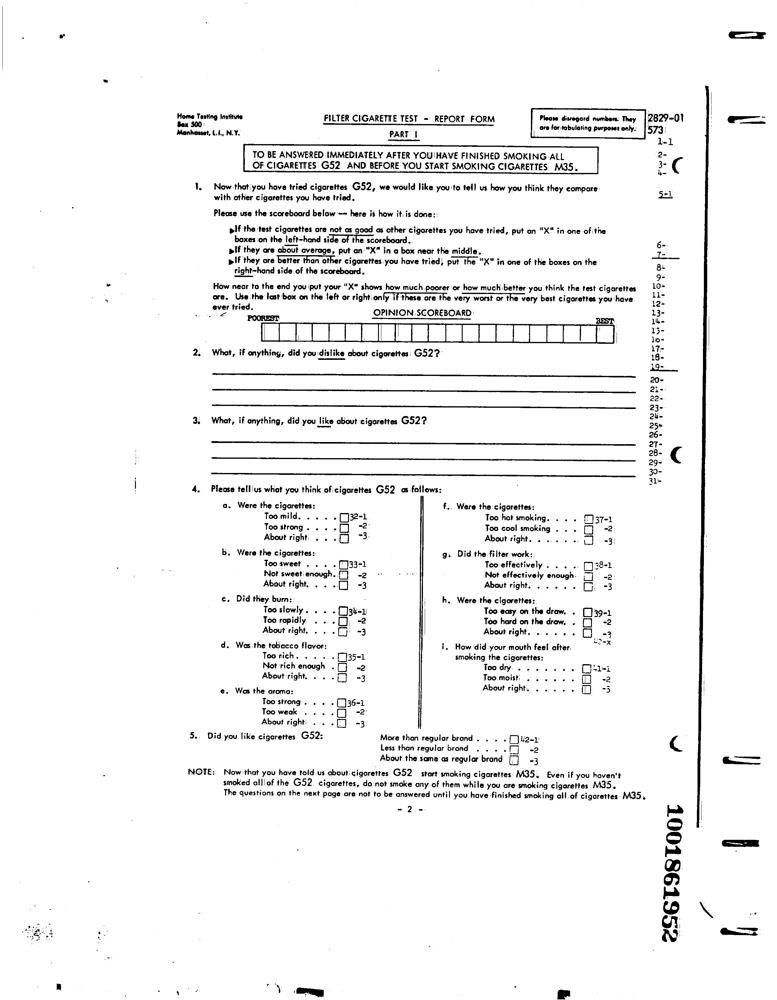 Home Testing Institute
Box 500
Manhasset, L.I., N.Y.
FILTER CIGARETTE TEST - REPORT FORM
PART I
Please disregard numbers. They
are for tabulating purposes only.
2829-01
573
1-1
2-
3-
4-
TO BE ANSWERED IMMEDIATELY AFTER YOU HAVE FINISHED SMOKING ALL
OF CIGARETTES G52 AND BEFORE YOU START SMOKING CIGARETTES M35.
1. Now that you have tried cigarettes G52, we would like you to tell us how you think they compare
with other cigarettes you have tried.
5-1
Please use the scoreboard below -- here is how it is done:
If the test cigarettes are not as good as other cigarettes you have tried, put an "X" in one of the
boxes on the left-hand side of the scoreboard.
If they are about average, put an "X" in a box near the middle.
If they are better than other cigarettes you have tried, put the "X" in one of the boxes on the
right-hand side of the scoreboard.
How near to the end you put your "X" shows how much poorer or how much better you think the test cigarettes
are. Use the last box on the left or right only if these are the very worst or the very best cigarettes you have
ever tried.
OPINION SCOREBOARD
POOREST BEST
6-
7-
8-
9-
10-
11-
12-
13-
14-
15-
16-
17-
18-
19-
2. What, if anything, did you dislike about cigarettes G52?
20-
21-
22-
23-
24-
25-
26-
27-
28-
29-
30-
31-
3. What, if anything, did you like about cigarettes G52?
4. Please tell us what you think of cigarettes G52 as follows:
a. Were the cigarettes:
Too mild. . . . . 32-1
Too strong . . . . -2
About right . . . -3
b. Were the cigarettes:
Too sweet . . . . 33-1
Not sweet enough. -2
About right. . . . -3
c. Did they burn:
Too slowly . . . . 34-1
Too rapidly . . . -2
About right. . . . -3
d. Was the tobacco flavor:
Too rich . . . . . 35-1
Not rich enough . -2
About right. . . . -3
e. Was the aroma:
Too strong . . . . 36-1
Too weak . . . . -2
About right . . . -3
f. Were the cigarettes:
Too hot smoking. . . . 37-1
Too cool smoking . . . -2
About right. . . . . . -3
g. Did the filter work:
Too effectively . . . . 38-1
Not effectively enough -2
About right. . . . . . -3
h. Were the cigarettes:
Too easy on the draw. . 39-1
Too hard on the draw. . -2
About right. . . . . . -3
40-x
i. How did your mouth feel after
smoking the cigarettes:
Too dry . . . . . . . 41-1
Too moist . . . . . . -2
About right. . . . . . -3
5. Did you like cigarettes G52:
More than regular brand . . . . 42-1
Less than regular brand . . . . -2
About the same as regular brand -3
NOTE: Now that you have told us about cigarettes G52 start smoking cigarettes M35. Even if you haven't
smoked all of the G52 cigarettes, do not smoke any of them while you are smoking cigarettes M35.
The questions on the next page are not to be answered until you have finished smoking all of cigarettes M35.
- 2 -
1001861952